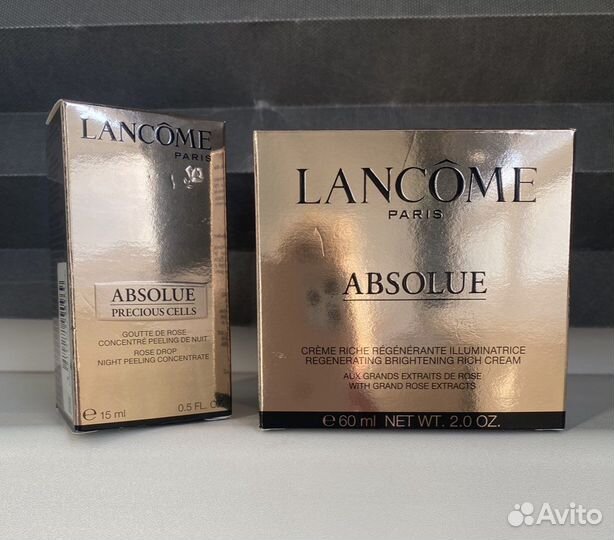 LANCÔME
PARIS
ABSOLUE
PRECIOUS CELLS
GOUTTE DE ROSE
CONCENTRÉ PEELING DE NUIT
ROSE DROP
NIGHT PEELING CONCENTRATE
℮ 15 ml 0.5 FL.
LANCÔME
PARIS
ABSOLUE
CRÈME RICHE RÉGÉNÉRANTE ILLUMINATRICE
REGENERATING BRIGHTENING RICH CREAM
AUX GRANDS EXTRAITS DE ROSE
WITH GRAND ROSE EXTRACTS
℮ 60 ml NET WT. 2.0 OZ.
Avito